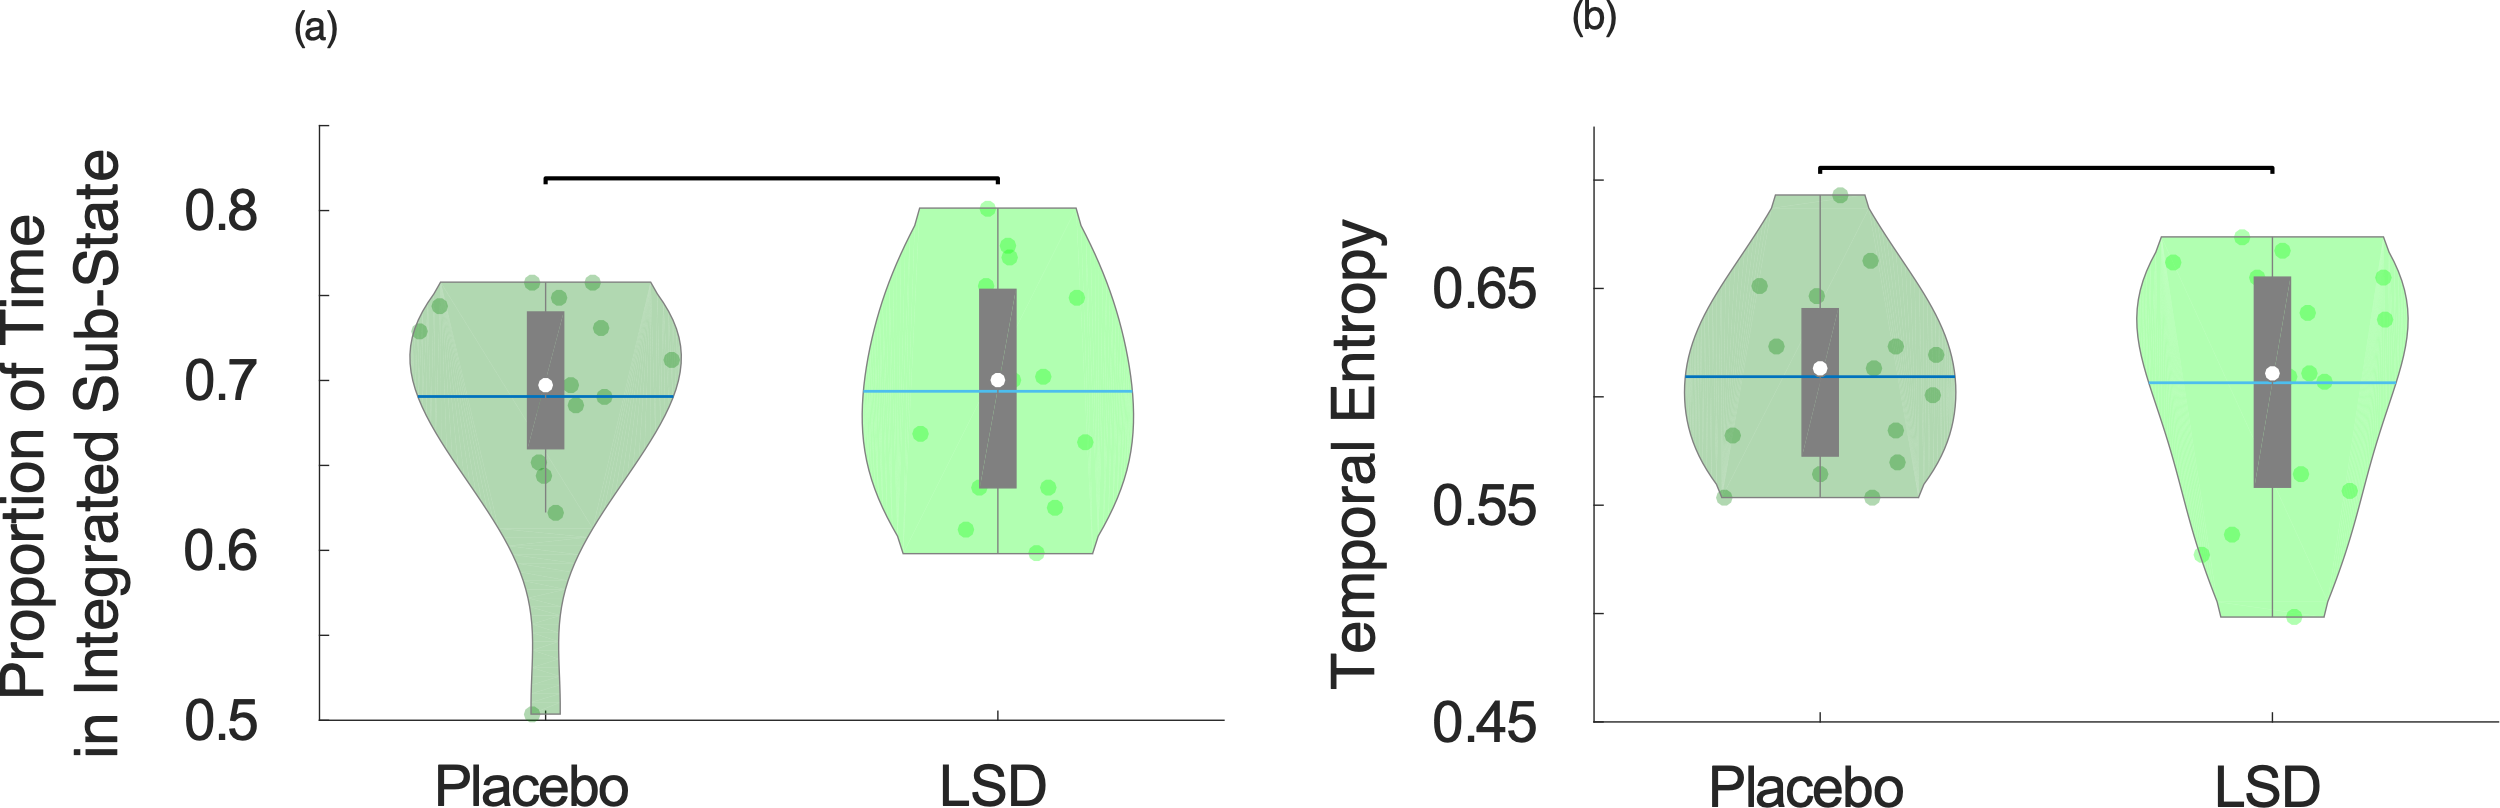 (a)
Proportion of Time
in Integrated Sub-State
0.8
0.7
0.6
0.5
Placebo
LSD
(b)
Temporal Entropy
0.65
0.55
0.45
Placebo
LSD